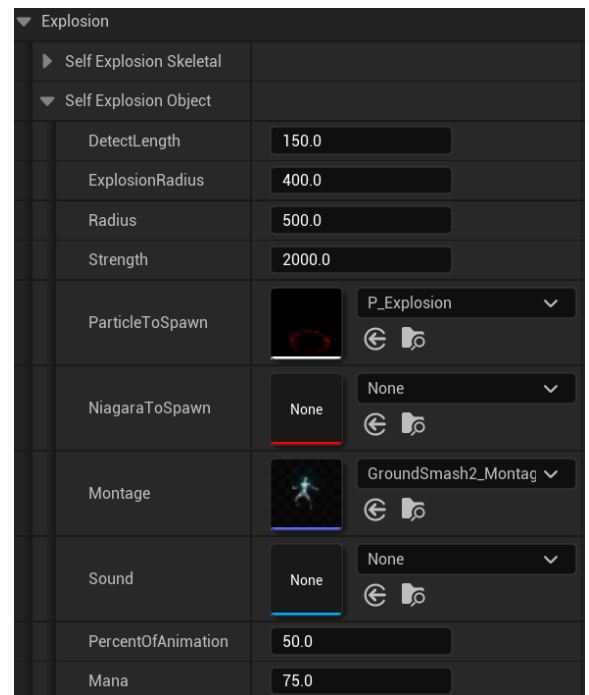 Explosion
Self Explosion Skeletal
Self Explosion Object
DetectLength 150.0
ExplosionRadius 400.0
Radius 500.0
Strength 2000.0
ParticleToSpawn P_Explosion
NiagaraToSpawn None None
Montage GroundSmash2_Montag
Sound None None
PercentOfAnimation 50.0
Mana 75.0